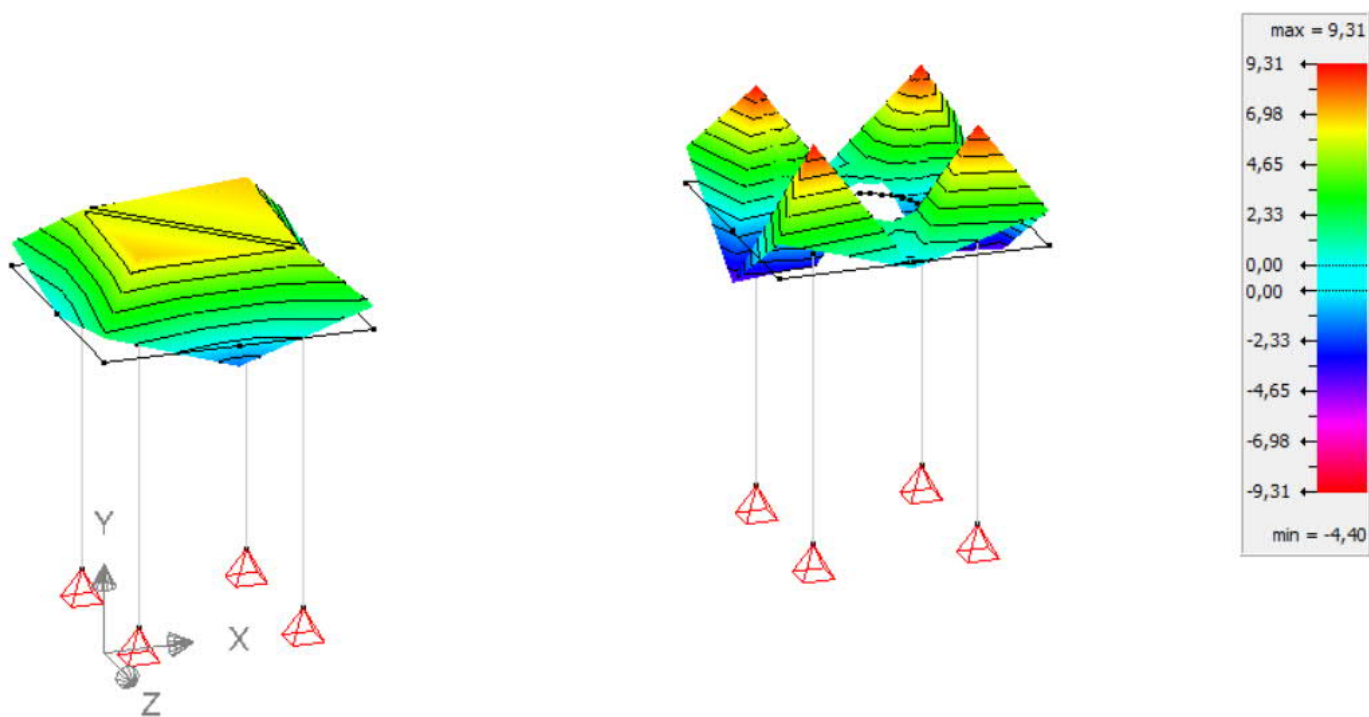 max = 9,31
9,31
6,98
4,65
2,33
0,00
0,00
-2,33
-4,65
-6,98
-9,31
min = -4,40
Y
X
Z